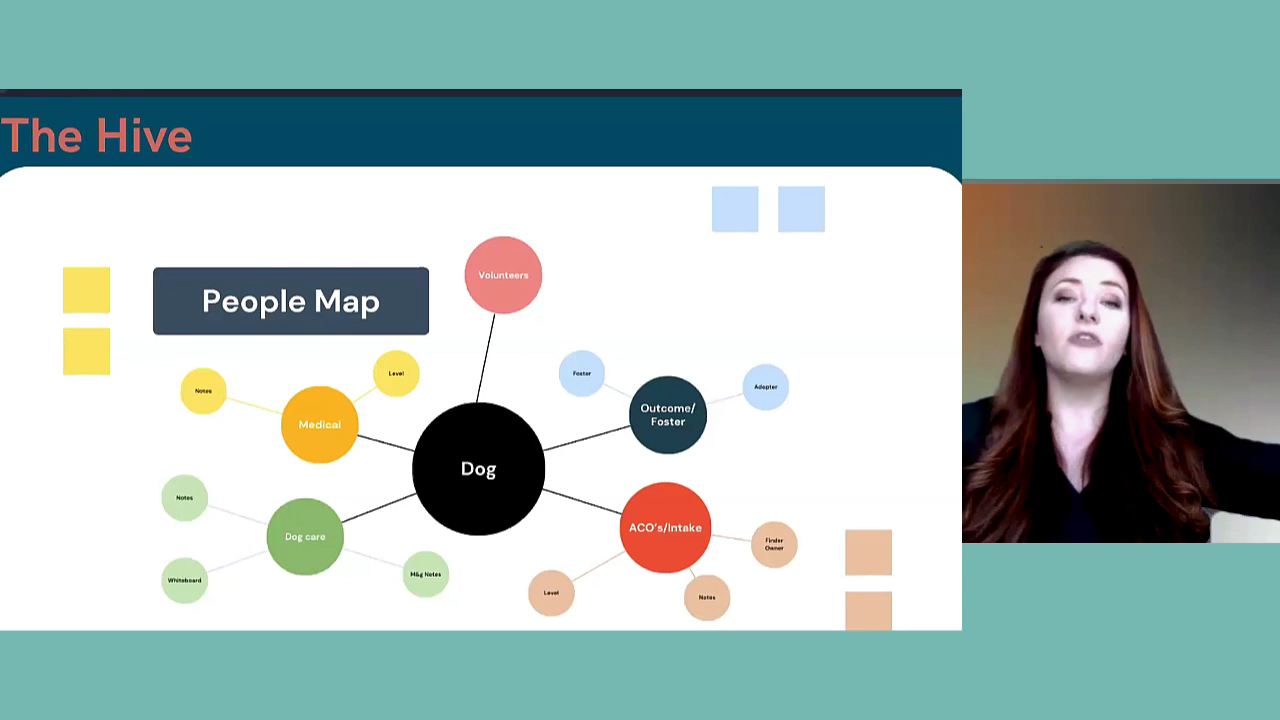 The Hive
People Map
Volunteers
Notes
Level
Medical
Foster
Adopter
Outcome/
Foster
Dog
Notes
Dog care
Whiteboard
M&g Notes
ACO's/Intake
Finder
Owner
Level
Notes